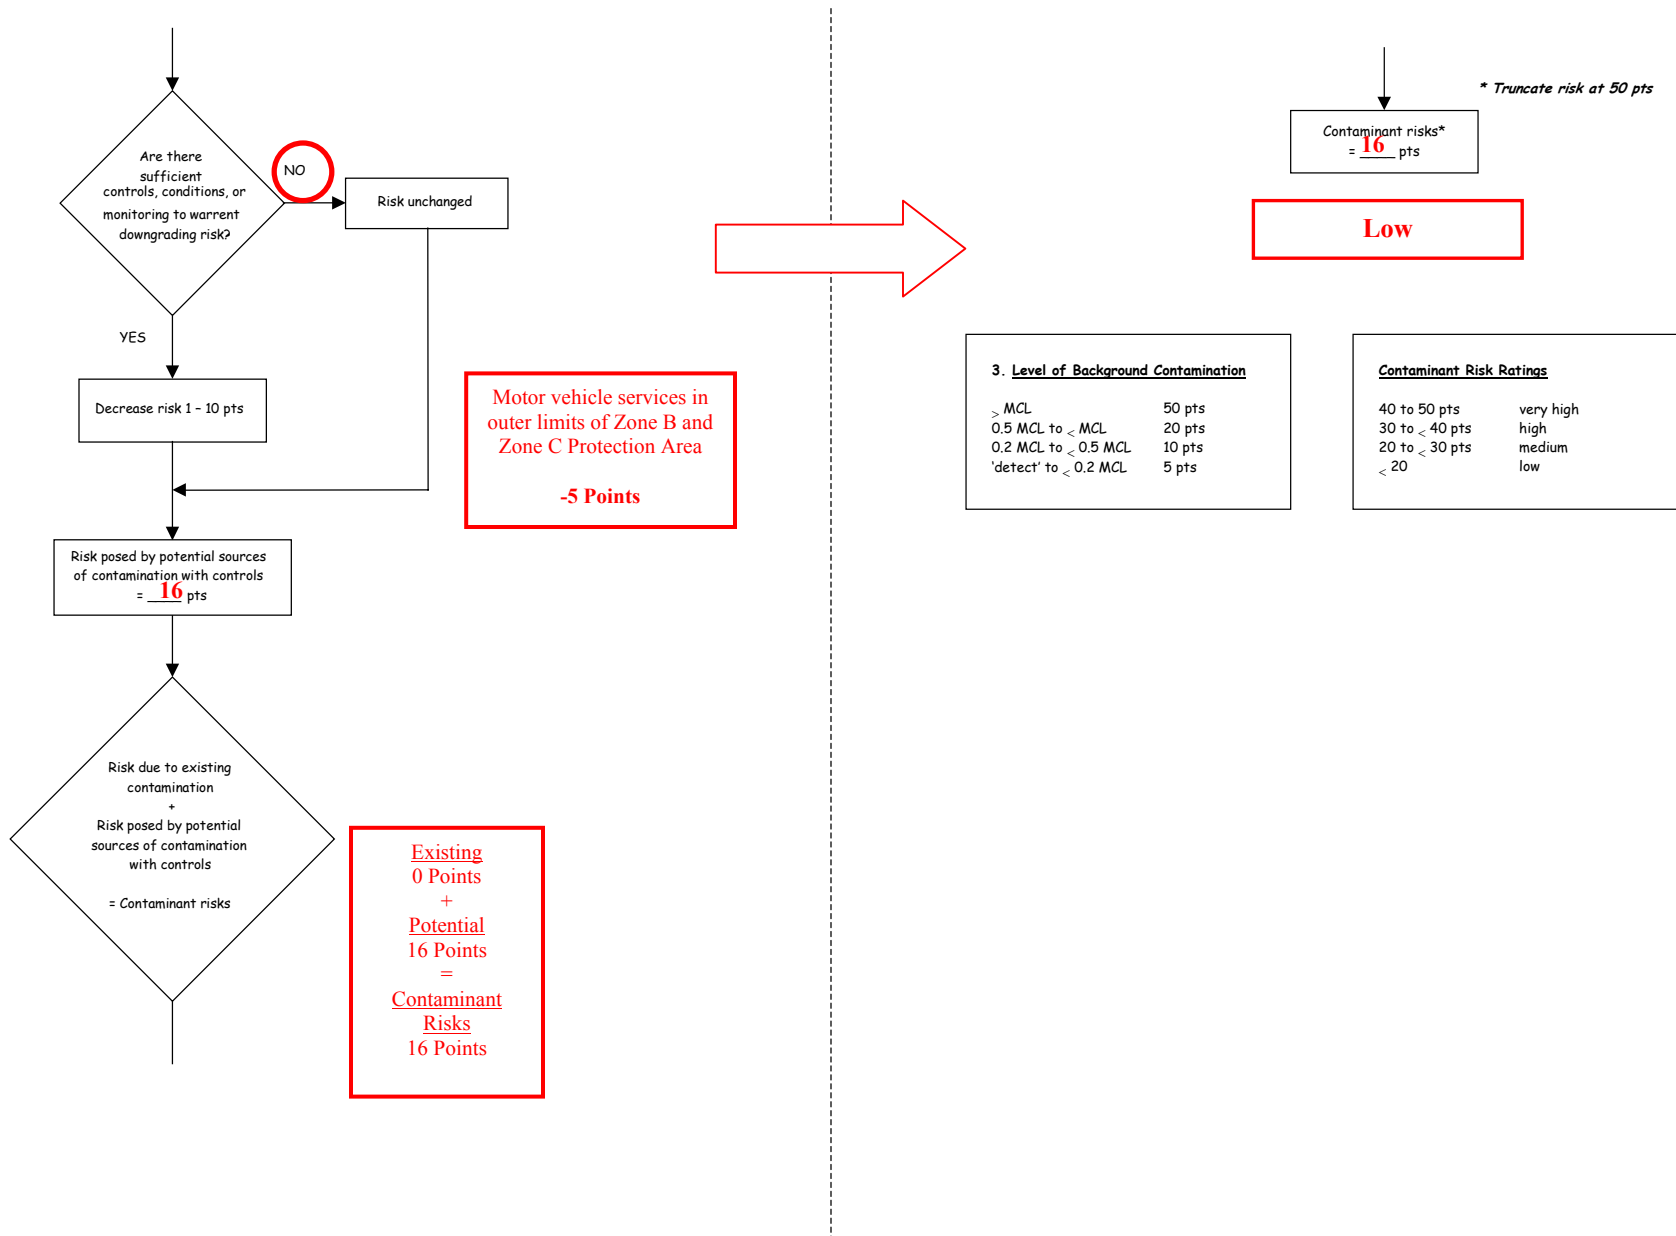 Are there
sufficient
controls, conditions, or
monitoring to warrent
downgrading risk?
NO
Risk unchanged
YES
Decrease risk 1 – 10 pts
Motor vehicle services in
outer limits of Zone B and
Zone C Protection Area
-5 Points
Risk posed by potential sources
of contamination with controls
= 16 pts
Risk due to existing
contamination
+
Risk posed by potential
sources of contamination
with controls
= Contaminant risks
Existing
0 Points
+
Potential
16 Points
=
Contaminant
Risks
16 Points
* Truncate risk at 50 pts
Contaminant risks*
= 16 pts
Low
3. Level of Background Contamination
> MCL 50 pts
0.5 MCL to < MCL 20 pts
0.2 MCL to < 0.5 MCL 10 pts
'detect' to < 0.2 MCL 5 pts
Contaminant Risk Ratings
40 to 50 pts very high
30 to < 40 pts high
20 to < 30 pts medium
< 20 low